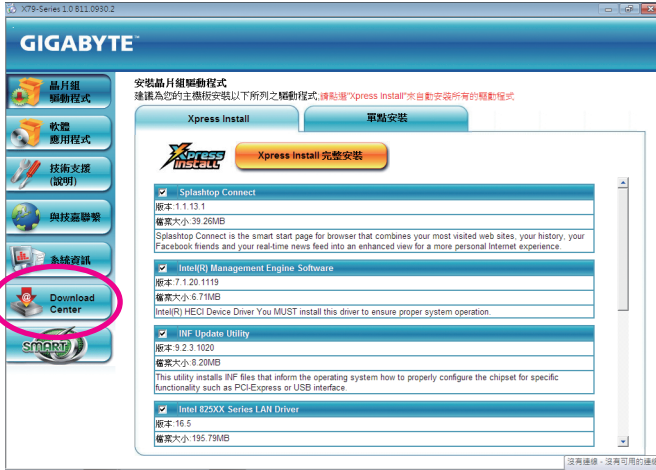 X79-Series 1.0 B11.0930.2
GIGABYTE™
晶片組
驅動程式
軟體
應用程式
技術支援
(說明)
與技嘉聯繫
系統資訊
Download
Center
SMART
安裝晶片組驅動程式
建議為您的主機板安裝以下所列之驅動程式;請點選"Xpress Install"來自動安裝所有的驅動程式
Xpress Install
單點安裝
Xpress
INSTALL
Xpress Install 完整安裝
Splashtop Connect
版本:1.1.13.1
檔案大小:39.26MB
Splashtop Connect is the smart start page for browser that combines your most visited web sites, your history, your
Facebook friends and your real-time news feed into an enhanced view for a more personal Internet experience.
Intel(R) Management Engine Software
版本:7.1.20.1119
檔案大小:6.71MB
Intel(R) HECI Device Driver You MUST install this driver to ensure proper system operation.
INF Update Utility
版本:9.2.3.1020
檔案大小:8.20MB
This utility installs INF files that inform the operating system how to properly configure the chipset for specific
functionality such as PCI-Express or USB interface.
Intel 825XX Series LAN Driver
版本:16.5
檔案大小:195.79MB
沒有連線 - 沒有可用的連線